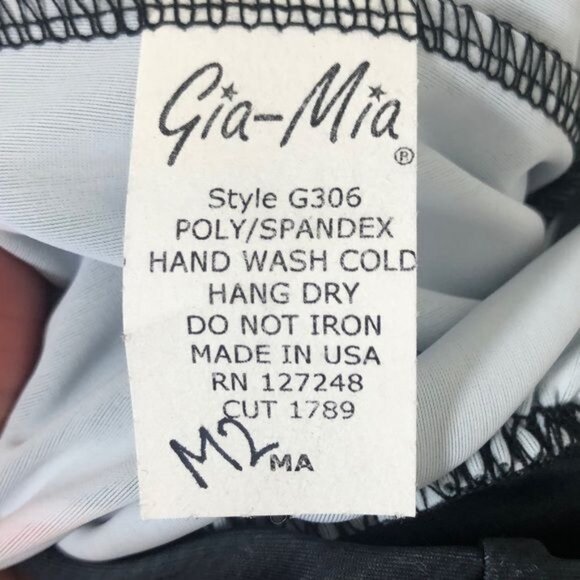 Gia-Mia
®
Style G306
POLY/SPANDEX
HAND WASH COLD
HANG DRY
DO NOT IRON
MADE IN USA
RN 127248
CUT 1789
M2 MA